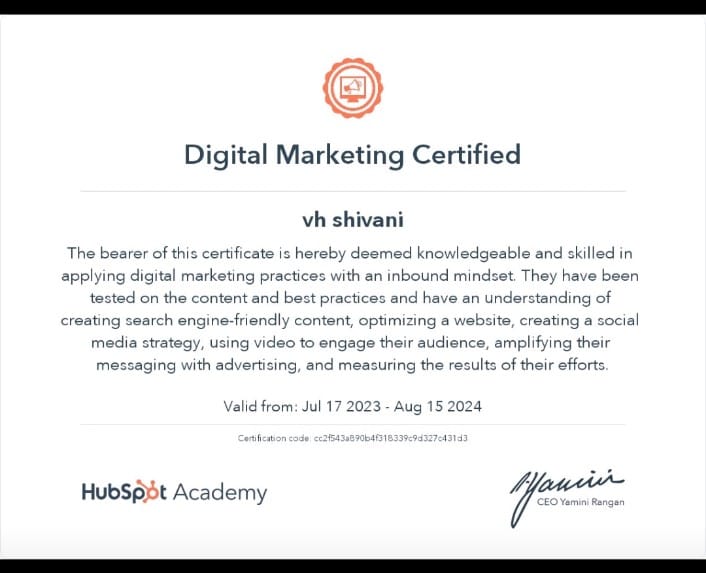 Digital Marketing Certified
vh shivani
The bearer of this certificate is hereby deemed knowledgeable and skilled in
applying digital marketing practices with an inbound mindset. They have been
tested on the content and best practices and have an understanding of
creating search engine-friendly content, optimizing a website, creating a social
media strategy, using video to engage their audience, amplifying their
messaging with advertising, and measuring the results of their efforts.
Valid from: Jul 17 2023 - Aug 15 2024
Certification code: cc2f543a890b4f318339c9d327c431d3
HubSpot Academy
Yamini
CEO Yamini Rangan